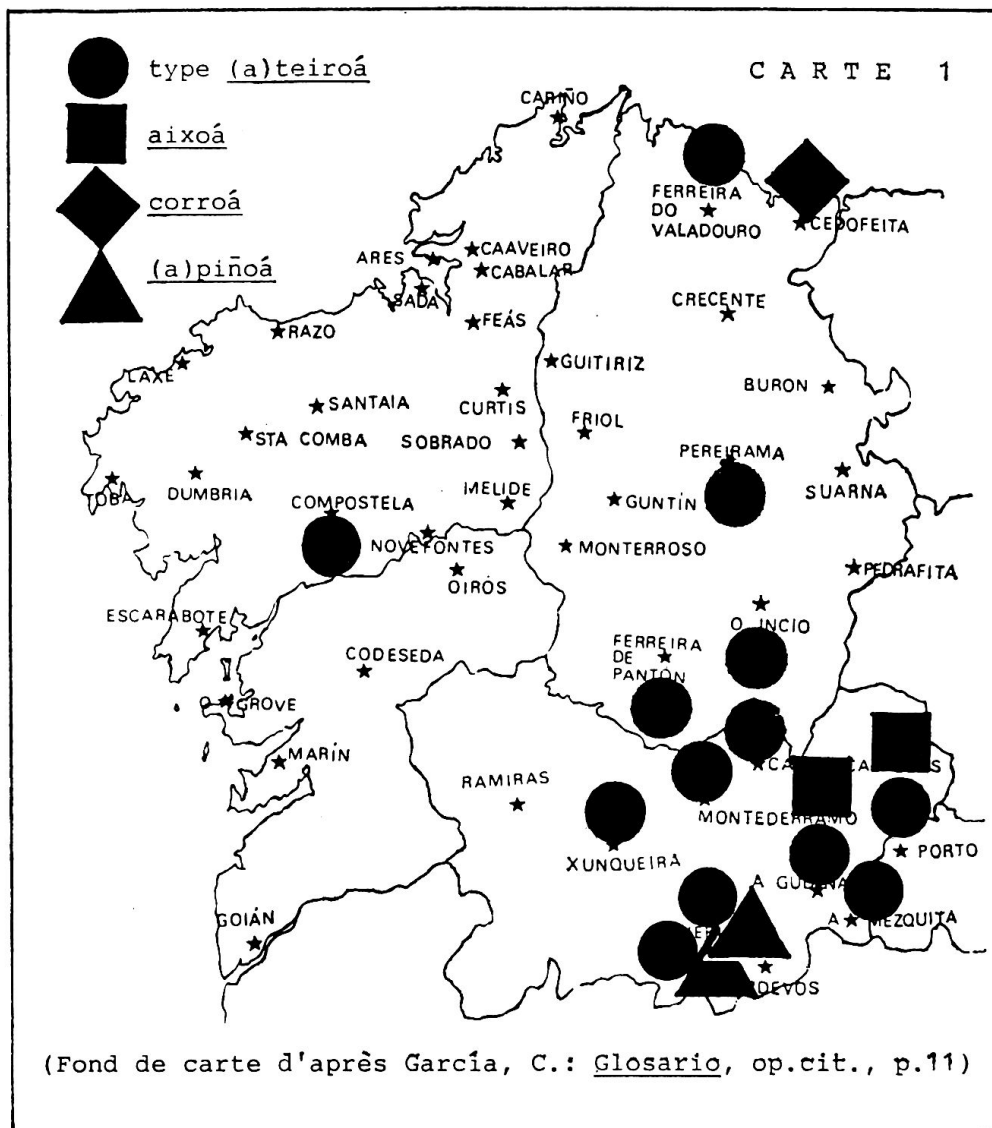 CARTE 1
type (a)teiroá
aixoá
corroá
(a)piñoá
CARIÑO
FERREIRA
DO
VALADOURO
CEDOFEITA
ARES
CAAVEIRO
CABALAR
SADA
CRECENTE
RAZO
FEÁS
LAXE
GUITIRIZ
BURON
SANTAIA
CURTIS
FRIOL
STA COMBA
SOBRADO
PEREIRAMA
TOBA
DUMBRIA
SUARNA
MELIDE
GUNTÍN
COMPOSTELA
NOVEFONTES
MONTERROSO
OIRÓS
PEDRAFITA
ESCARABOTE
O INCIO
CODESEDA
FERREIRA
DE
PANTÓN
O GROVE
MARÍN
RAMIRAS
MONTEDERRAMO
XUNQUEIRA
PORTO
A GUDIÑA
A MEZQUITA
GOIÁN
(Fond de carte d'après García, C.: Glosario, op.cit., p.11)